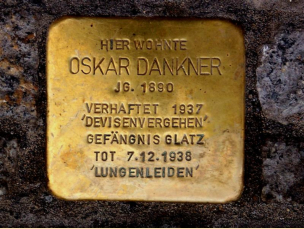 HIER WOHNTE
OSKAR DANKNER
JG. 1890
VERHAFTET 1937
'DEVISENVERGEHEN'
GEFÄNGNIS GLATZ
TOT 7.12.1938
'LUNGENLEIDEN'